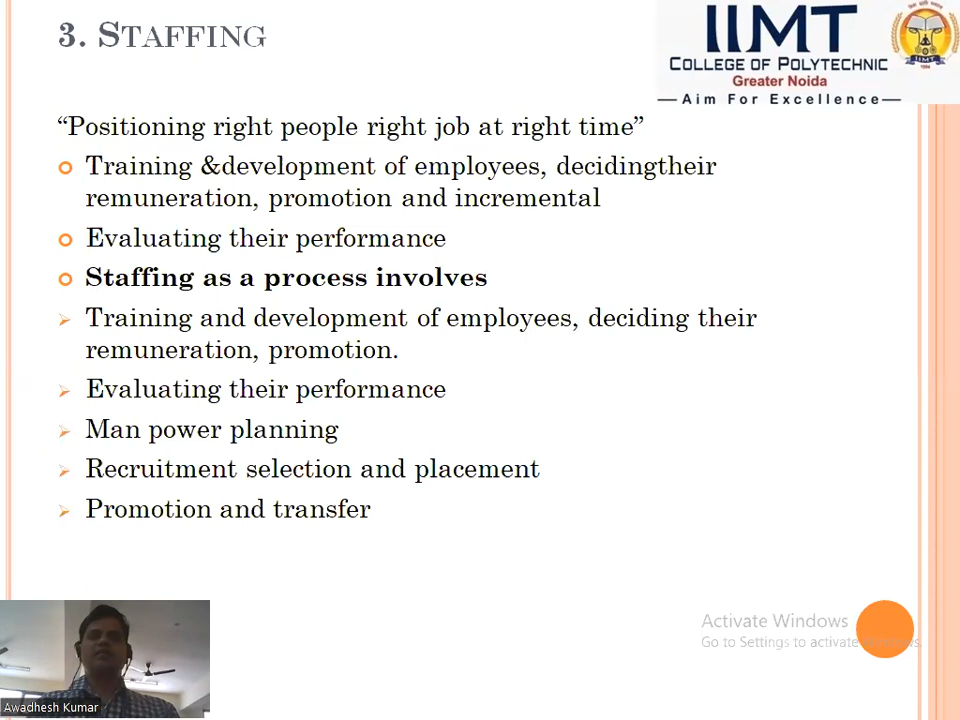 3. STAFFING
IIMT
COLLEGE OF POLYTECHNIC
Greater Noida
Aim For Excellence
IIMT
“Positioning right people right job at right time”
Training &development of employees, decidingtheir
remuneration, promotion and incremental
Evaluating their performance
Staffing as a process involves
Training and development of employees, deciding their
remuneration, promotion.
Evaluating their performance
Man power planning
Recruitment selection and placement
Promotion and transfer
Activate Windows
Go to Settings to activate Windows.
Awadhesh Kumar